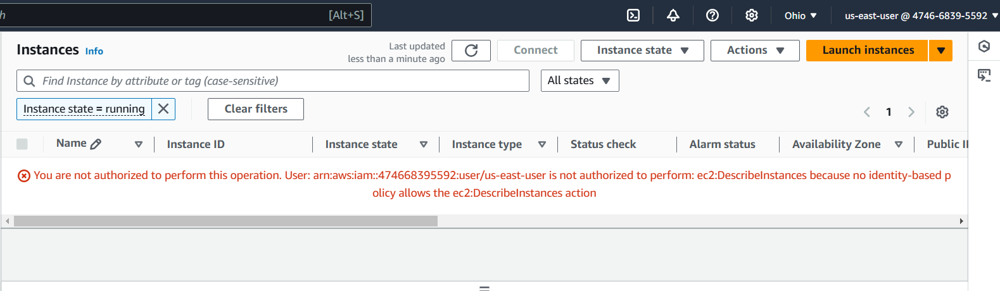 h [Alt+S] Ohio us-east-user @ 4746-6839-5592
Instances Info
Last updated
less than a minute ago
Connect Instance state Actions Launch instances
Find Instance by attribute or tag (case-sensitive) All states
Instance state = running Clear filters 1
Name Instance ID Instance state Instance type Status check Alarm status Availability Zone Public II
You are not authorized to perform this operation. User: arn:aws:iam::474668395592:user/us-east-user is not authorized to perform: ec2:DescribeInstances because no identity-based p
olicy allows the ec2:DescribeInstances action